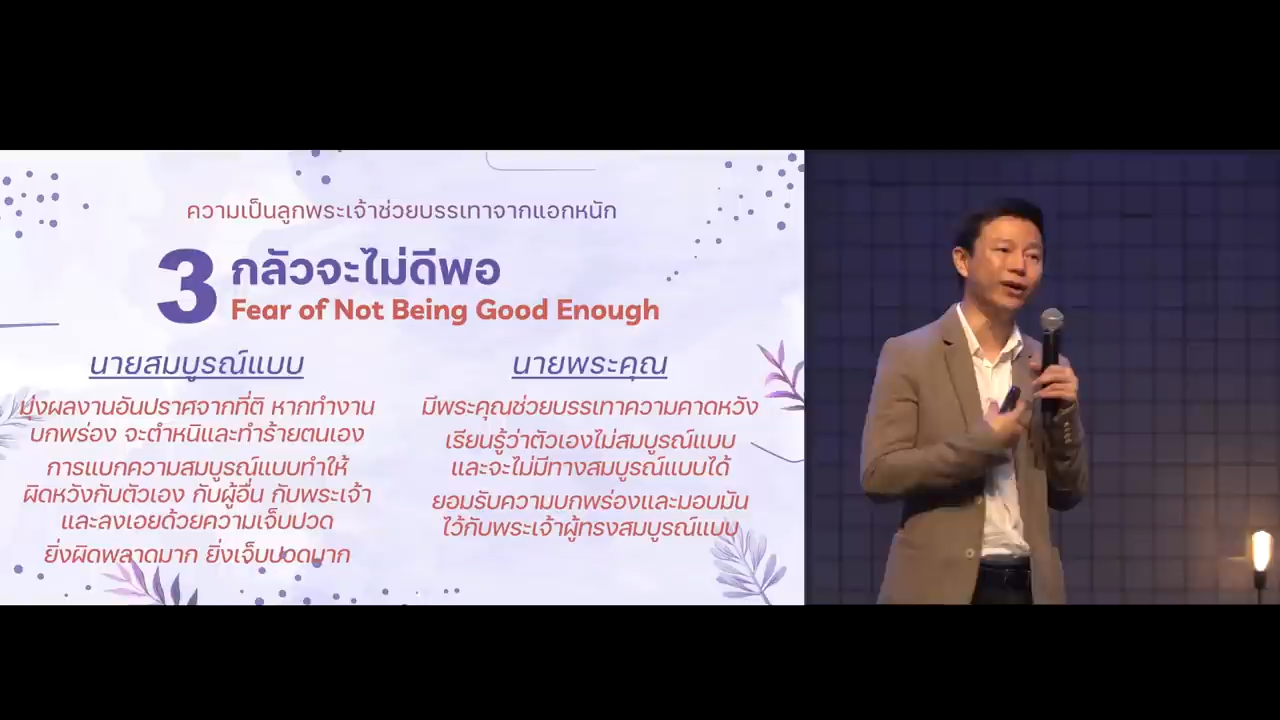 ความเป็นลูกพระเจ้าช่วยบรรเทาจากแอกหนัก
3 กลัวจะไม่ดีพอ
Fear of Not Being Good Enough
นายสมบูรณ์แบบ
มุ่งผลงานอันปราศจากที่ติ หากทำงาน
บกพร่อง จะตำหนิและทำร้ายตนเอง
การแบกความสมบูรณ์แบบทำให้
ผิดหวังกับตัวเอง กับผู้อื่น กับพระเจ้า
และลงเอยด้วยความเจ็บปวด
ยิ่งผิดพลาดมาก ยิ่งเจ็บปวดมาก
นายพระคุณ
มีพระคุณช่วยบรรเทาความคาดหวัง
เรียนรู้ว่าตัวเองไม่สมบูรณ์แบบ
และจะไม่มีทางสมบูรณ์แบบได้
ยอมรับความบกพร่องและมอบมัน
ไว้กับพระเจ้าผู้ทรงสมบูรณ์แบบ